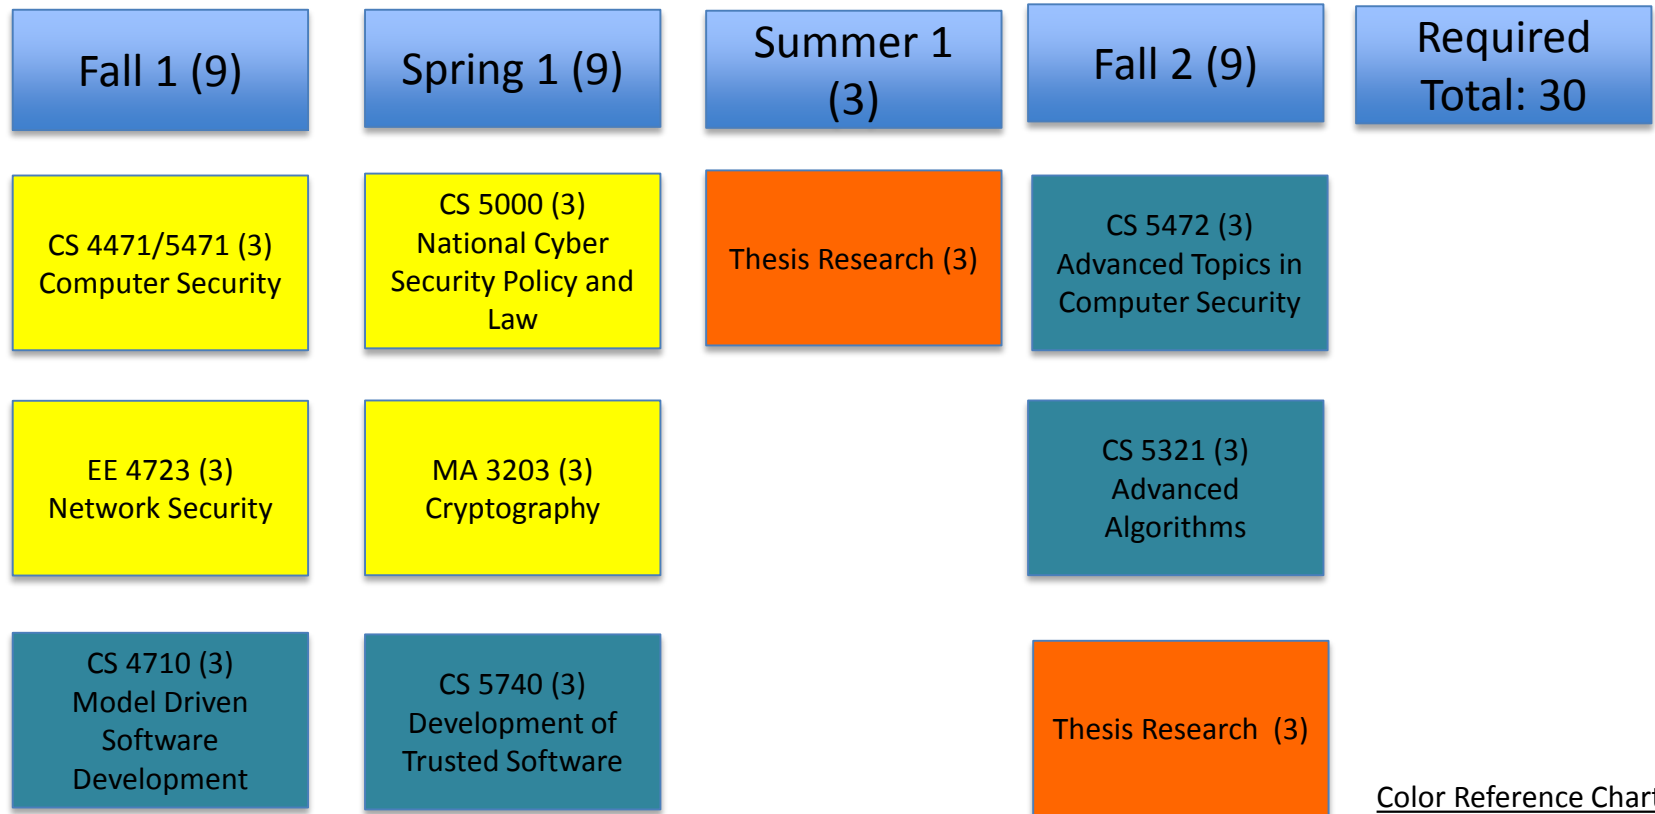 Fall 1 (9)
Spring 1 (9)
Summer 1
(3)
Fall 2 (9)
Required
Total: 30
CS 4471/5471 (3)
Computer Security
CS 5000 (3)
National Cyber
Security Policy and
Law
Thesis Research (3)
CS 5472 (3)
Advanced Topics in
Computer Security
EE 4723 (3)
Network Security
MA 3203 (3)
Cryptography
CS 5321 (3)
Advanced
Algorithms
CS 4710 (3)
Model Driven
Software
Development
CS 5740 (3)
Development of
Trusted Software
Thesis Research  (3)
Color Reference Chart